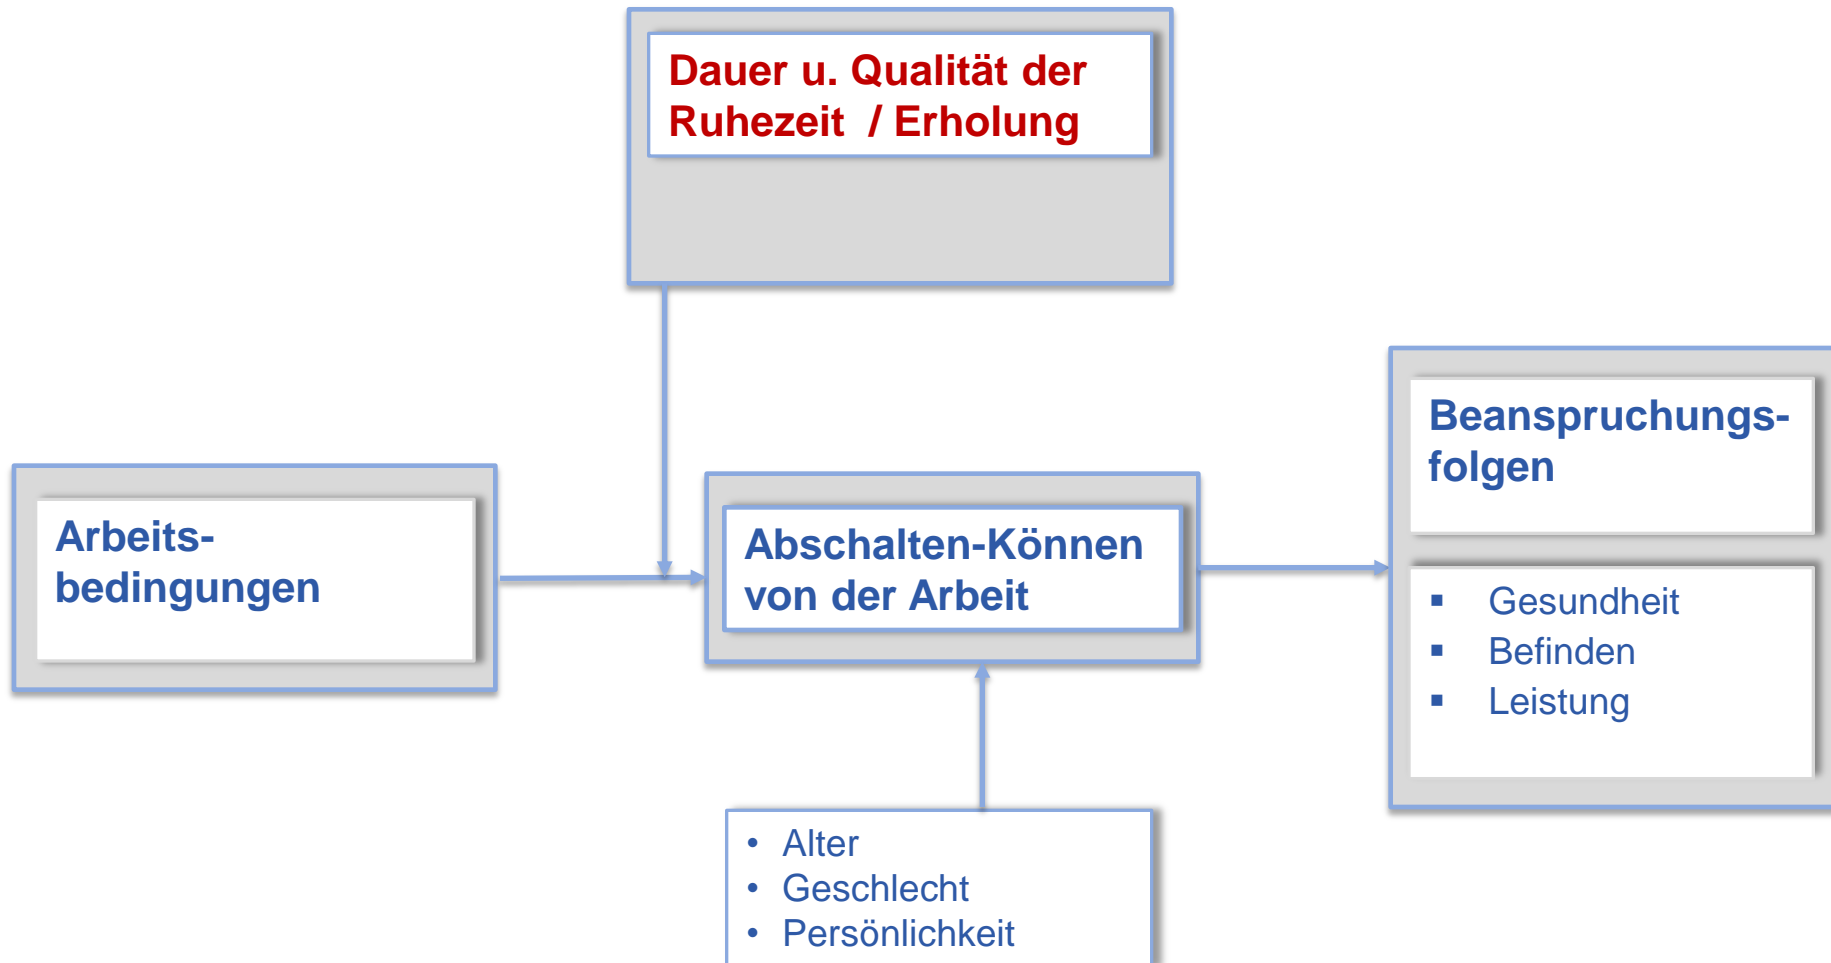 Dauer u. Qualität der
Ruhezeit / Erholung
Arbeits-
bedingungen
Abschalten-Können
von der Arbeit
Beanspruchungs-
folgen
▪ Gesundheit
▪ Befinden
▪ Leistung
• Alter
• Geschlecht
• Persönlichkeit